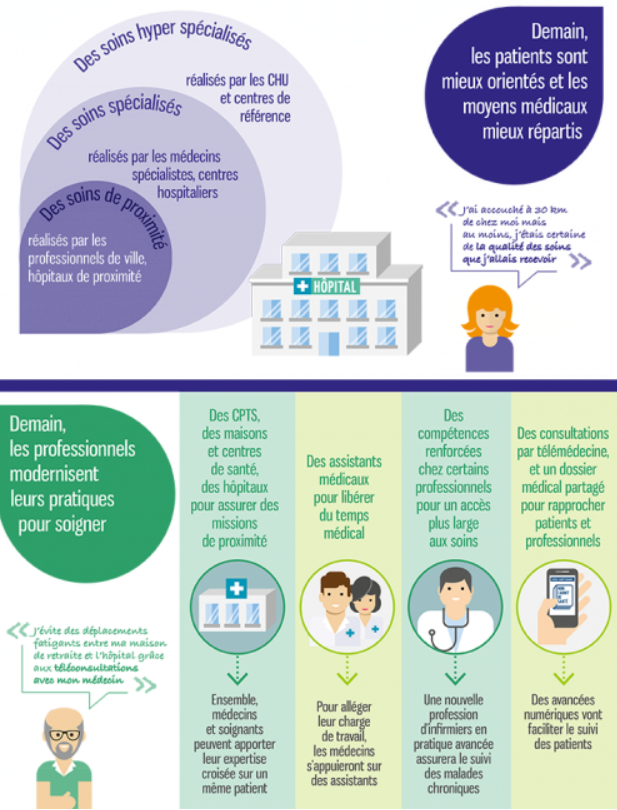 Des soins hyper spécialisés
réalisés par les CHU
et centres de
référence
Des soins spécialisés
réalisés par les médecins
spécialistes, centres
hospitaliers
Des soins de proximité
réalisés par les
professionnels de ville,
hôpitaux de proximité
HÔPITAL
Demain,
les patients sont
mieux orientés et les
moyens médicaux
mieux répartis
J'ai accouché à 30 km
de chez moi mais
au moins, j'étais certaine
de la qualité des soins
que j'allais recevoir
Demain,
les professionnels
modernisent
leurs pratiques
pour soigner
J'évite des déplacements
fatigants entre ma maison
de retraite et l'hôpital grâce
aux téléconsultations
avec mon médecin
Des CPTS,
des maisons
et centres
de santé,
des hôpitaux
pour assurer des
missions
de proximité
Ensemble,
médecins
et soignants
peuvent apporter
leur expertise
croisée sur un
même patient
Des assistants
médicaux
pour libérer
du temps
médical
Pour alléger
leur charge
de travail,
les médecins
s'appuieront sur
des assistants
Des
compétences
renforcées
chez certains
professionnels
pour un accès
plus large
aux soins
Une nouvelle
profession
d'infirmiers en
pratique avancée
assurera le suivi
des malades
chroniques
Des consultations
par télémédecine,
et un dossier
médical partagé
pour rapprocher
patients et
professionnels
Des avancées
numériques vont
faciliter le suivi
des patients